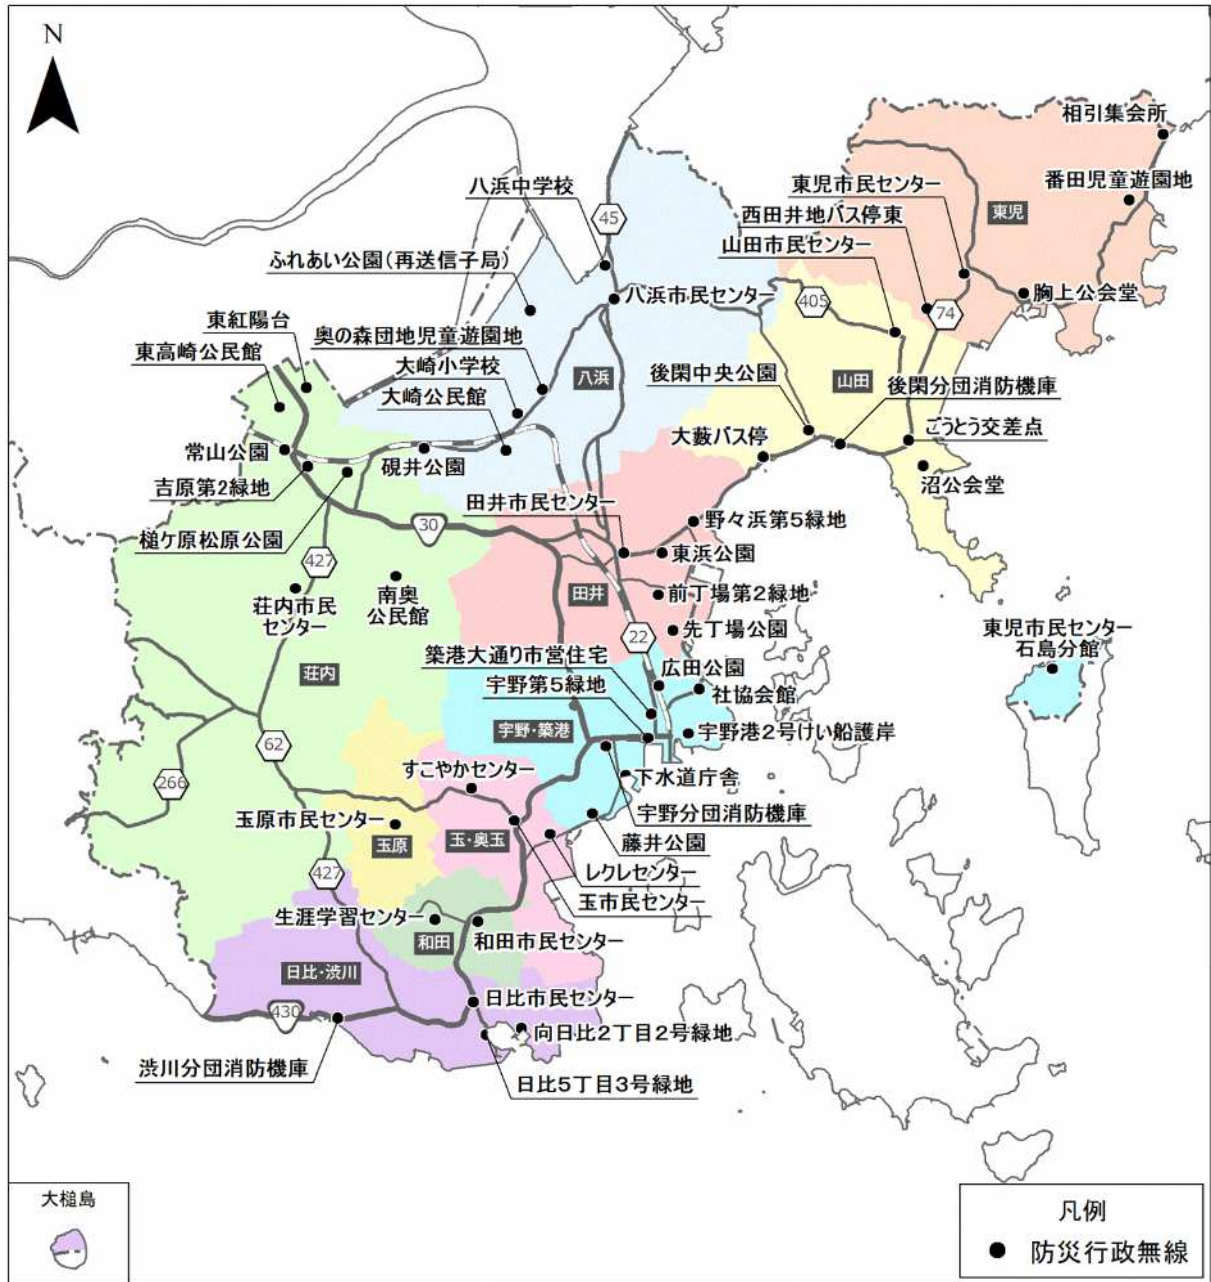 N
相引集会所
八浜中学校
東児市民センター
番田児童遊園地
45
西田井地バス停東
東児
ふれあい公園(再送信子局)
山田市民センター
八浜市民センター
405
74
胸上公会堂
東紅陽台
奥の森団地児童遊園地
東高崎公民館
大崎小学校
八浜
後閑中央公園
山田
後閑分団消防機庫
大崎公民館
常山公園
硯井公園
大藪バス停
ごうとう交差点
吉原第2緑地
沼公会堂
田井市民センター
野々浜第5緑地
槌ケ原松原公園
30
東浜公園
427
田井
前丁場第2緑地
荘内市民
センター
南奥
公民館
先丁場公園
22
東児市民センター
石島分館
築港大通り市営住宅
広田公園
荘内
宇野第5緑地
社協会館
宇野・築港
宇野港2号けい船護岸
62
266
すこやかセンター
下水道庁舎
宇野分団消防機庫
玉原市民センター
玉原
玉・奥玉
藤井公園
427
レクレセンター
玉市民センター
生涯学習センター
和田
和田市民センター
日比・渋川
日比市民センター
430
向日比2丁目2号緑地
渋川分団消防機庫
日比5丁目3号緑地
大槌島
凡例
防災行政無線